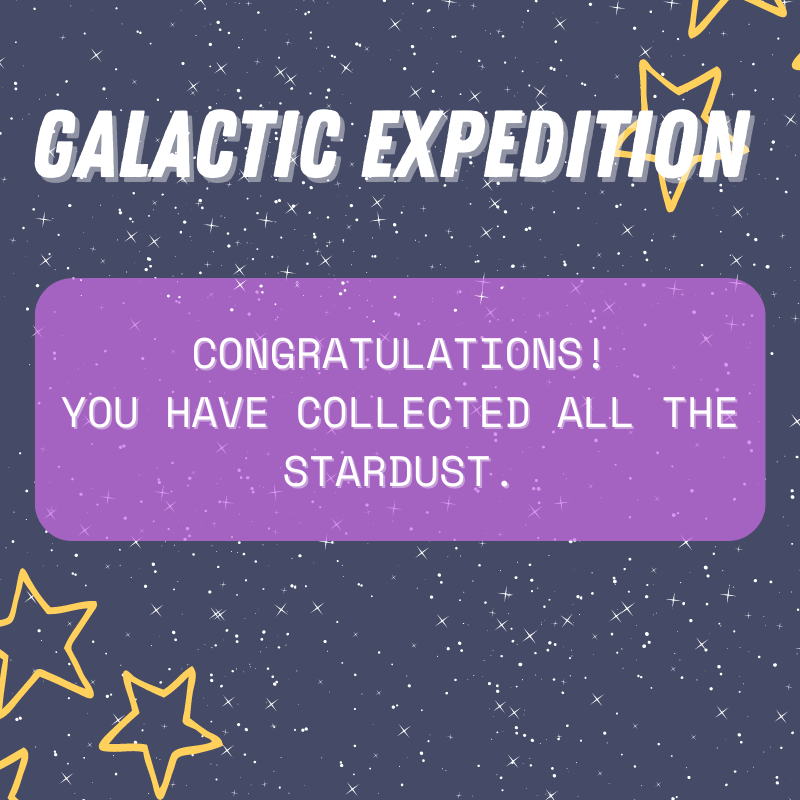 GALACTIC EXPEDITION
CONGRATULATIONS!
YOU HAVE COLLECTED ALL THE
STARDUST.